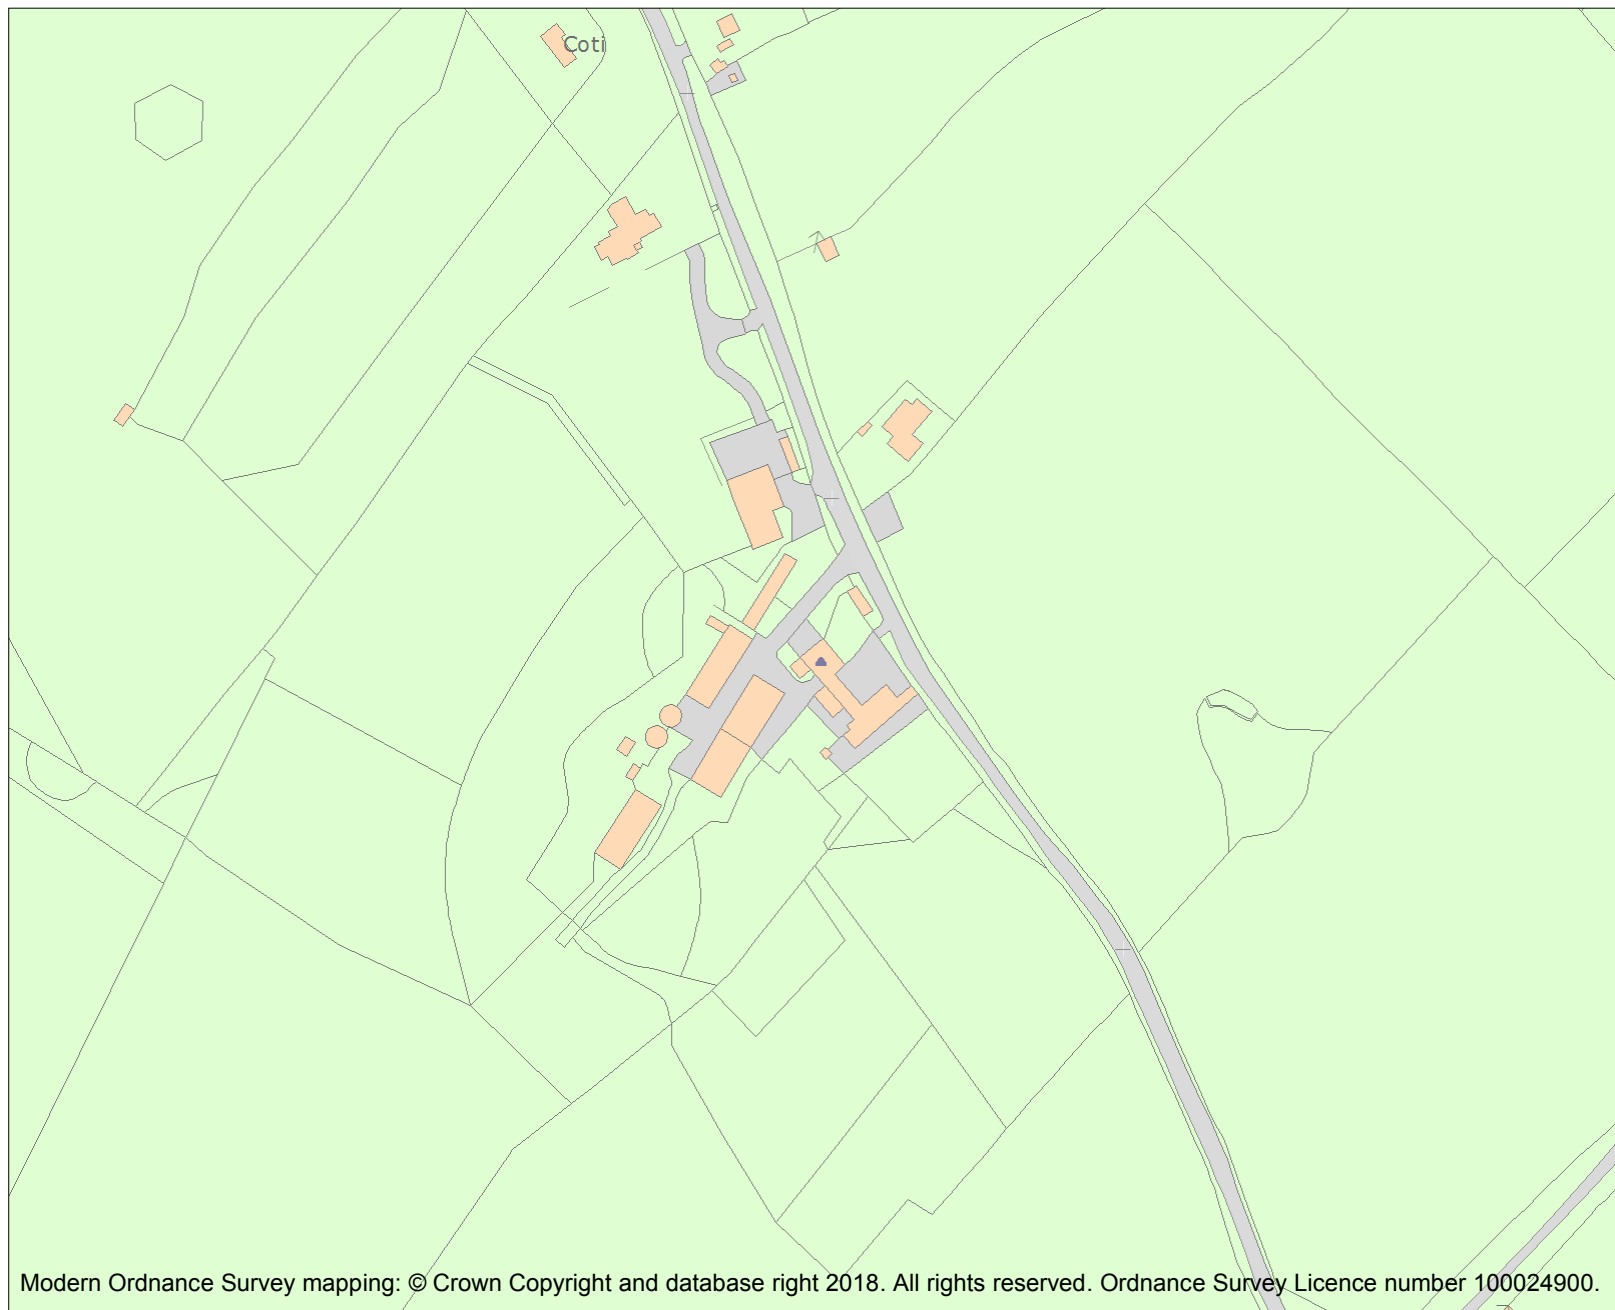 Coti
Modern Ordnance Survey mapping: © Crown Copyright and database right 2018. All rights reserved. Ordnance Survey Licence number 100024900.